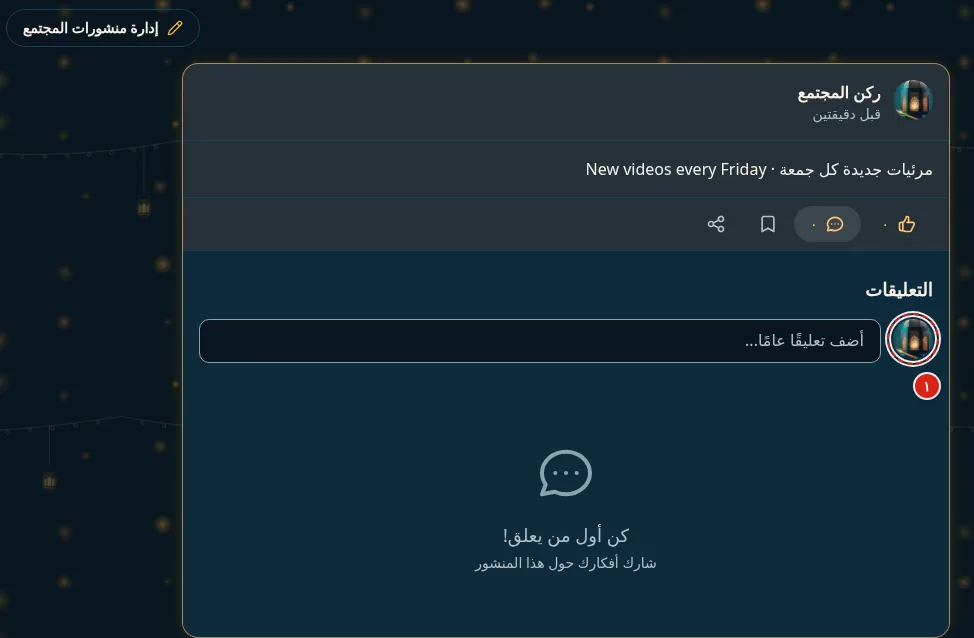 إدارة منشورات المجتمع
ركن المجتمع
قبل دقيقتين
مرئيات جديدة كل جمعة · New videos every Friday
٠
٠
التعليقات
أضف تعليقًا عامًا...
١
كن أول من يعلق!
شارك أفكارك حول هذا المنشور